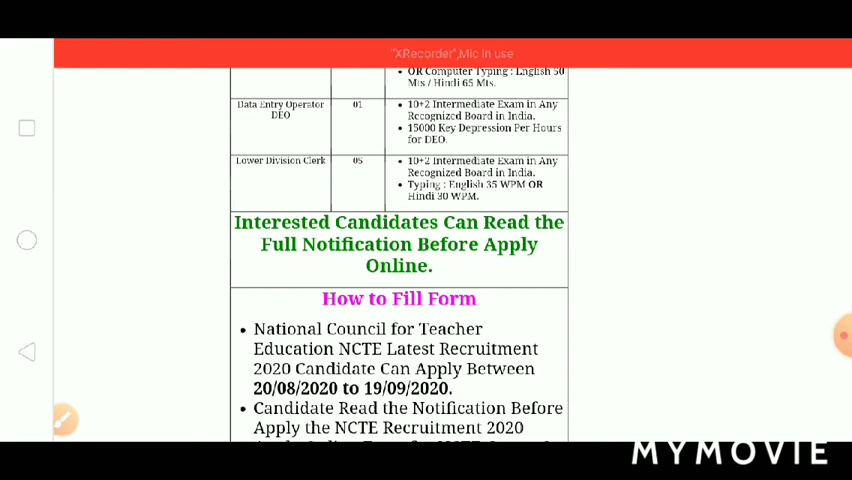 "XRecorder",Mic in use
OR Computer Typing : English 50
Mts / Hindi 65 Mts.
Data Entry Operator
DEO
01
• 10+2 Intermediate Exam in Any
Recognized Board in India.
• 15000 Key Depression Per Hours
for DEO.
Lower Division Clerk
05
• 10+2 Intermediate Exam in Any
Recognized Board in India.
• Typing : English 35 WPM OR
Hindi 30 WPM.
Interested Candidates Can Read the
Full Notification Before Apply
Online.
How to Fill Form
• National Council for Teacher
Education NCTE Latest Recruitment
2020 Candidate Can Apply Between
20/08/2020 to 19/09/2020.
• Candidate Read the Notification Before
Apply the NCTE Recruitment 2020
MYMOVIE